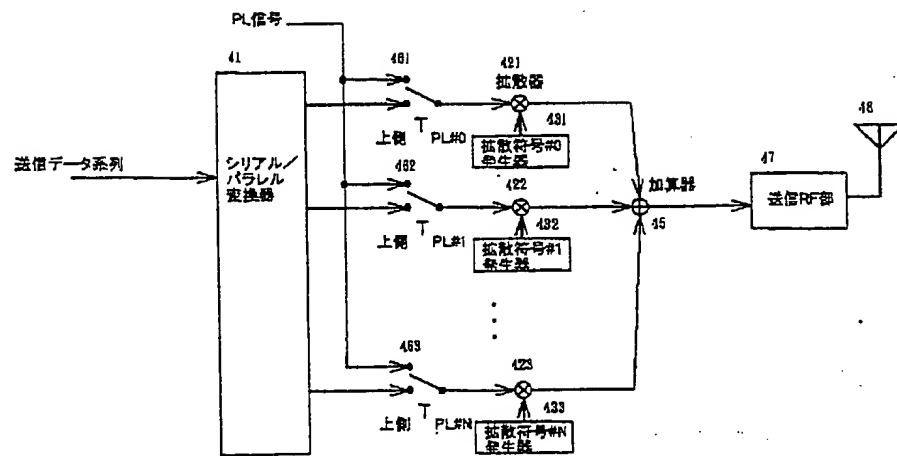 PL信号
41
461
421
拡散器
431
48
上側 T PL#0
拡散符号#0
発生器
送信データ系列
シリアル/
パラレル
変換器
462
422
加算器
47
送信RF部
45
上側 T PL#1
432
拡散符号#1
発生器
463
423
上側 T PL#N
433
拡散符号#N
発生器